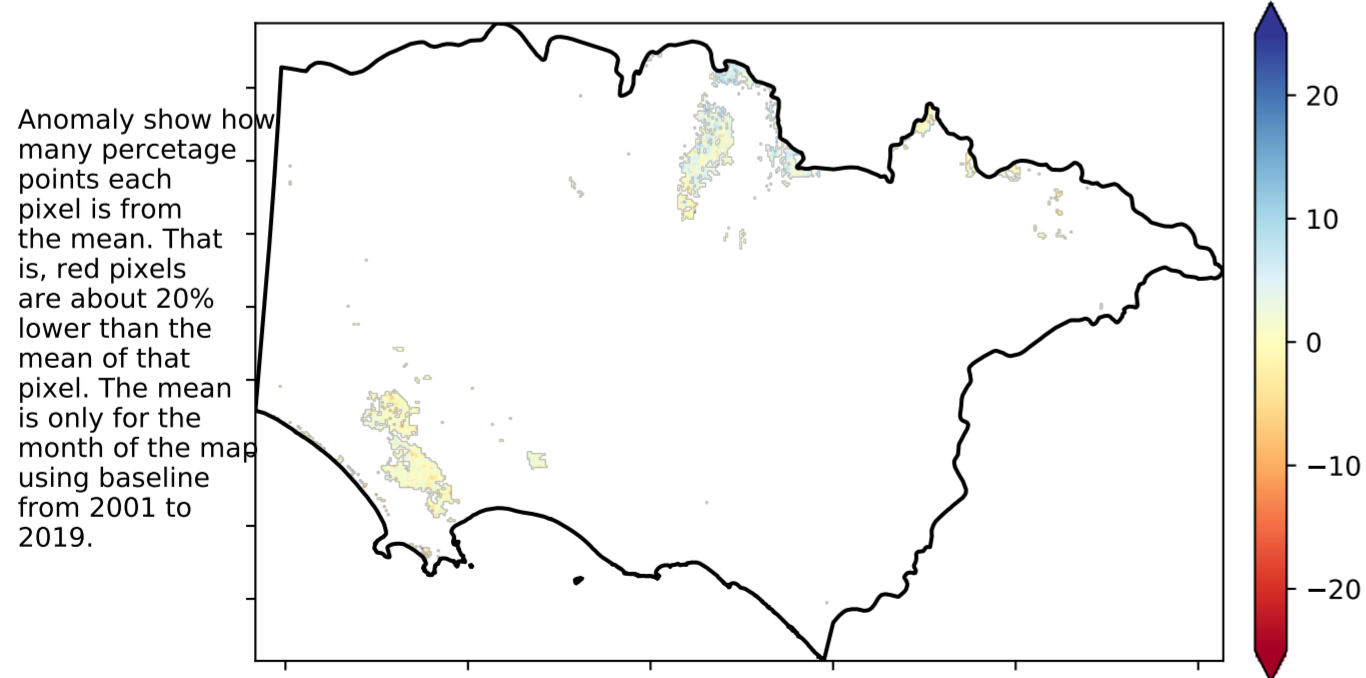 Anomaly show how
many percetage
points each
pixel is from
the mean. That
is, red pixels
are about 20%
lower than the
mean of that
pixel. The mean
is only for the
month of the map
using baseline
from 2001 to
2019.
20
10
0
−10
−20